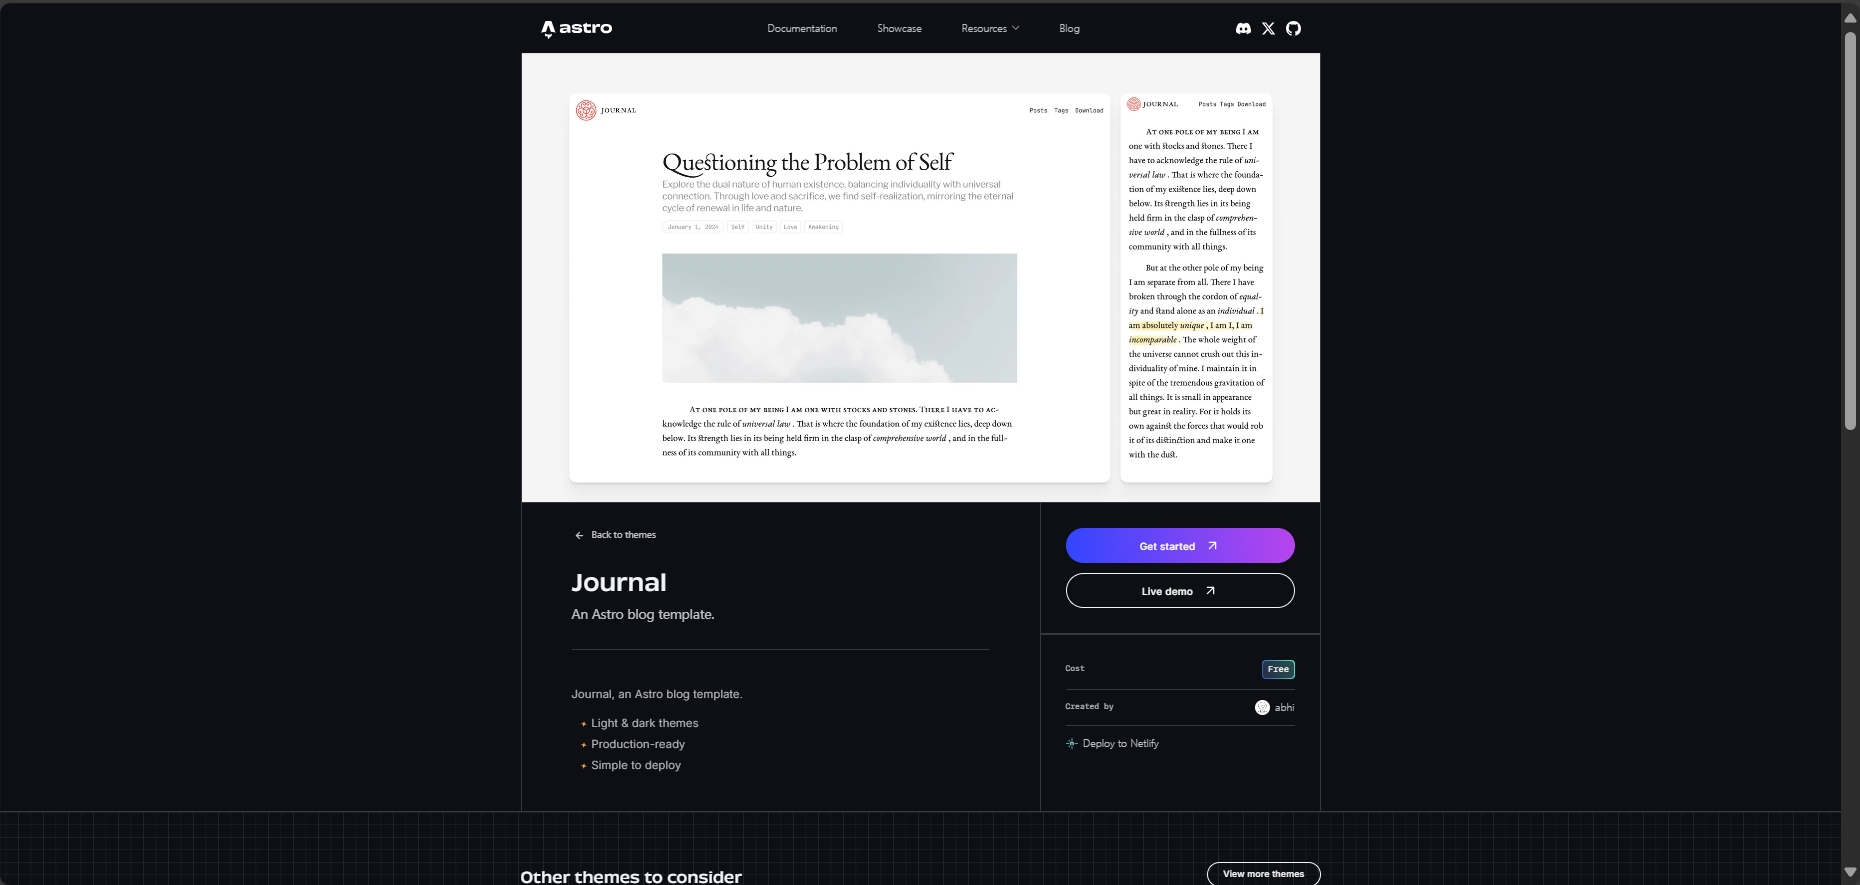 astro
Documentation
Showcase
Resources
Blog
JOURNAL
Posts Tags Download
Questioning the Problem of Self
Explore the dual nature of human existence, balancing individuality with universal
connection. Through love and sacrifice, we find self-realization, mirroring the eternal
cycle of renewal in life and nature.
January 1, 2024 Self Unity Love Awakening
At one pole of my being I am one with stocks and stones. There I have to ac-
knowledge the rule of universal law . That is where the foundation of my existence lies, deep down
below. Its strength lies in its being held firm in the clasp of comprehensive world , and in the full-
ness of its community with all things.
JOURNAL
Posts Tags Download
At one pole of my being I am
one with stocks and stones. There I
have to acknowledge the rule of uni-
versal law . That is where the founda-
tion of my existence lies, deep down
below. Its strength lies in its being
held firm in the clasp of comprehen-
sive world , and in the fullness of its
community with all things.
But at the other pole of my being
I am separate from all. There I have
broken through the cordon of equal-
ity and stand alone as an individual . I
am absolutely unique , I am I, I am
incomparable . The whole weight of
the universe cannot crush out this in-
dividuality of mine. I maintain it in
spite of the tremendous gravitation of
all things. It is small in appearance
but great in reality. For it holds its
own against the forces that would rob
it of its distinction and make it one
with the dust.
Back to themes
Journal
An Astro blog template.
Journal, an Astro blog template.
Light & dark themes
Production-ready
Simple to deploy
Get started
Live demo
Cost
Free
Created by
abhi
Deploy to Netlify
Other themes to consider
View more themes